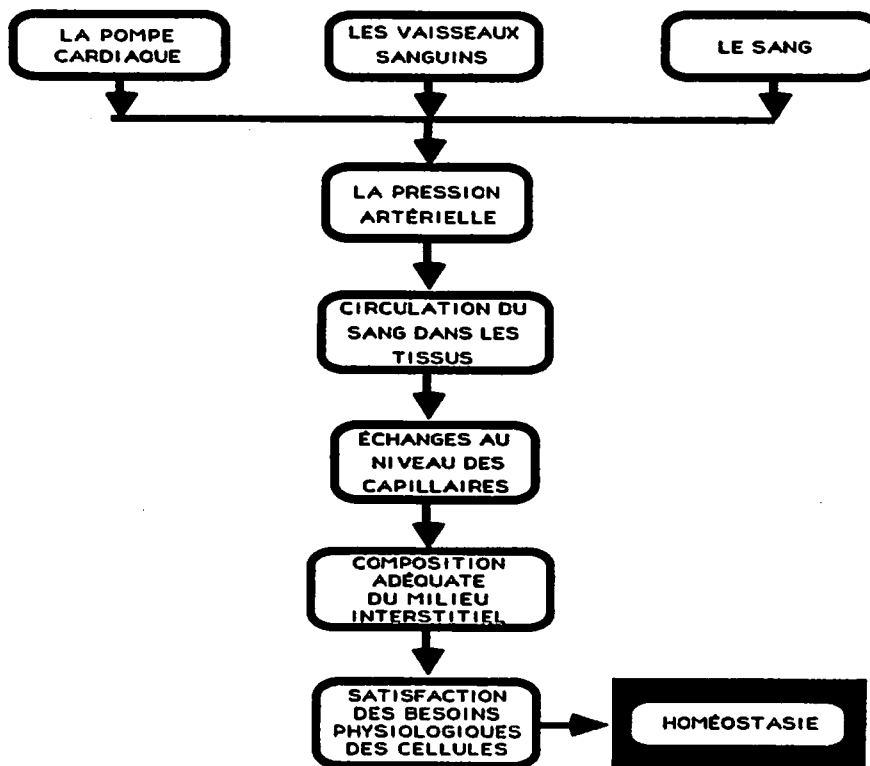 LA POMPE
CARDIAQUE
LES VAISSEAUX
SANGUINS
LE SANG
LA PRESSION
ARTÉRIELLE
CIRCULATION DU
SANG DANS LES
TISSUS
ÉCHANGES AU
NIVEAU DES
CAPILLAIRES
COMPOSITION
ADÉQUATE
DU MILIEU
INTERSTITIEL
SATISFACTION
DES BESOINS
PHYSIOLOGIQUES
DES CELLULES
HOMÉOSTASIE